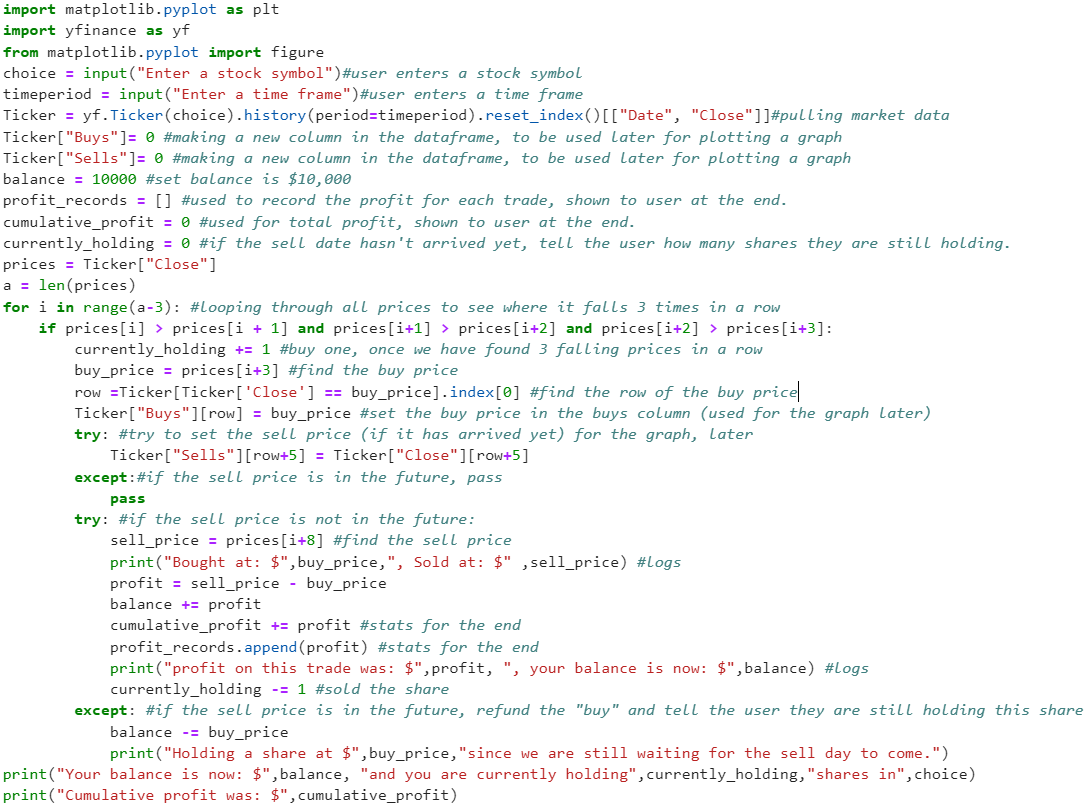 import matplotlib.pyplot as plt
import yfinance as yf
from matplotlib.pyplot import figure
choice = input("Enter a stock symbol")#user enters a stock symbol
timeperiod = input("Enter a time frame")#user enters a time frame
Ticker = yf.Ticker(choice).history(period=timeperiod).reset_index()[["Date", "Close"]]#pulling market data
Ticker["Buys"]= 0 #making a new column in the dataframe, to be used later for plotting a graph
Ticker["Sells"]= 0 #making a new column in the dataframe, to be used later for plotting a graph
balance = 10000 #set balance is $10,000
profit_records = [] #used to record the profit for each trade, shown to user at the end.
cumulative_profit = 0 #used for total profit, shown to user at the end.
currently_holding = 0 #if the sell date hasn't arrived yet, tell the user how many shares they are still holding.
prices = Ticker["Close"]
a = len(prices)
for i in range(a-3): #looping through all prices to see where it falls 3 times in a row
    if prices[i] > prices[i + 1] and prices[i+1] > prices[i+2] and prices[i+2] > prices[i+3]:
        currently_holding += 1 #buy one, once we have found 3 falling prices in a row
        buy_price = prices[i+3] #find the buy price
        row =Ticker[Ticker['Close'] == buy_price].index[0] #find the row of the buy price
        Ticker["Buys"][row] = buy_price #set the buy price in the buys column (used for the graph later)
        try: #try to set the sell price (if it has arrived yet) for the graph, later
            Ticker["Sells"][row+5] = Ticker["Close"][row+5]
        except:#if the sell price is in the future, pass
            pass
        try: #if the sell price is not in the future:
            sell_price = prices[i+8] #find the sell price
            print("Bought at: $",buy_price,", Sold at: $" ,sell_price) #logs
            profit = sell_price - buy_price
            balance += profit
            cumulative_profit += profit #stats for the end
            profit_records.append(profit) #stats for the end
            print("profit on this trade was: $",profit, ", your balance is now: $",balance) #logs
            currently_holding -= 1 #sold the share
        except: #if the sell price is in the future, refund the "buy" and tell the user they are still holding this share
            balance -= buy_price
            print("Holding a share at $",buy_price,"since we are still waiting for the sell day to come.")
print("Your balance is now: $",balance, "and you are currently holding",currently_holding,"shares in",choice)
print("Cumulative profit was: $",cumulative_profit)